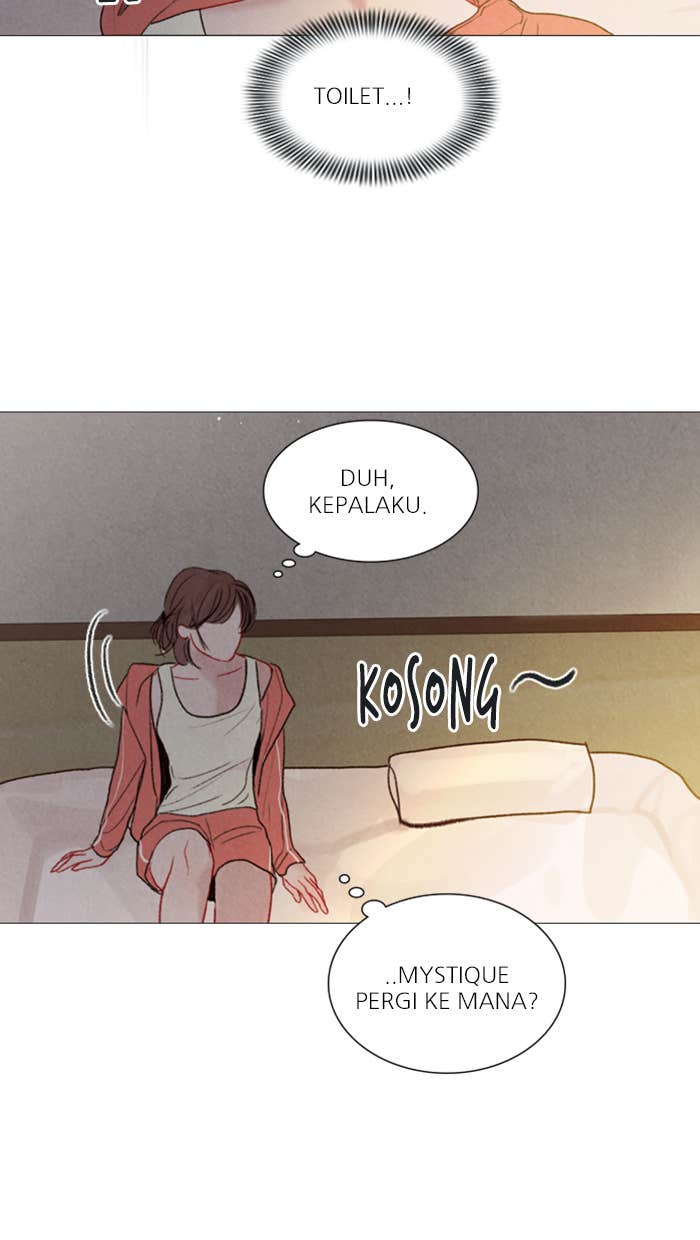 TOILET...!
DUH,
KEPALAKU.
KOSONG~
..MYSTIQUE
PERGI KE MANA?